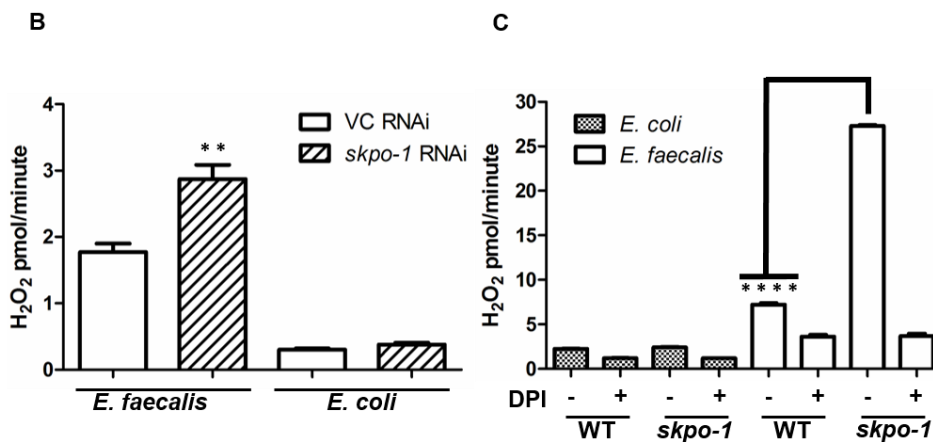 B
H₂O₂ pmol/minute
4
3
2
1
0
VC RNAi
skpo-1 RNAi
**
E. faecalis
E. coli
C
H₂O₂ pmol/minute
30
25
20
15
10
5
0
E. coli
E. faecalis
****
DPI - + - + - + - +
WT skpo-1 WT skpo-1